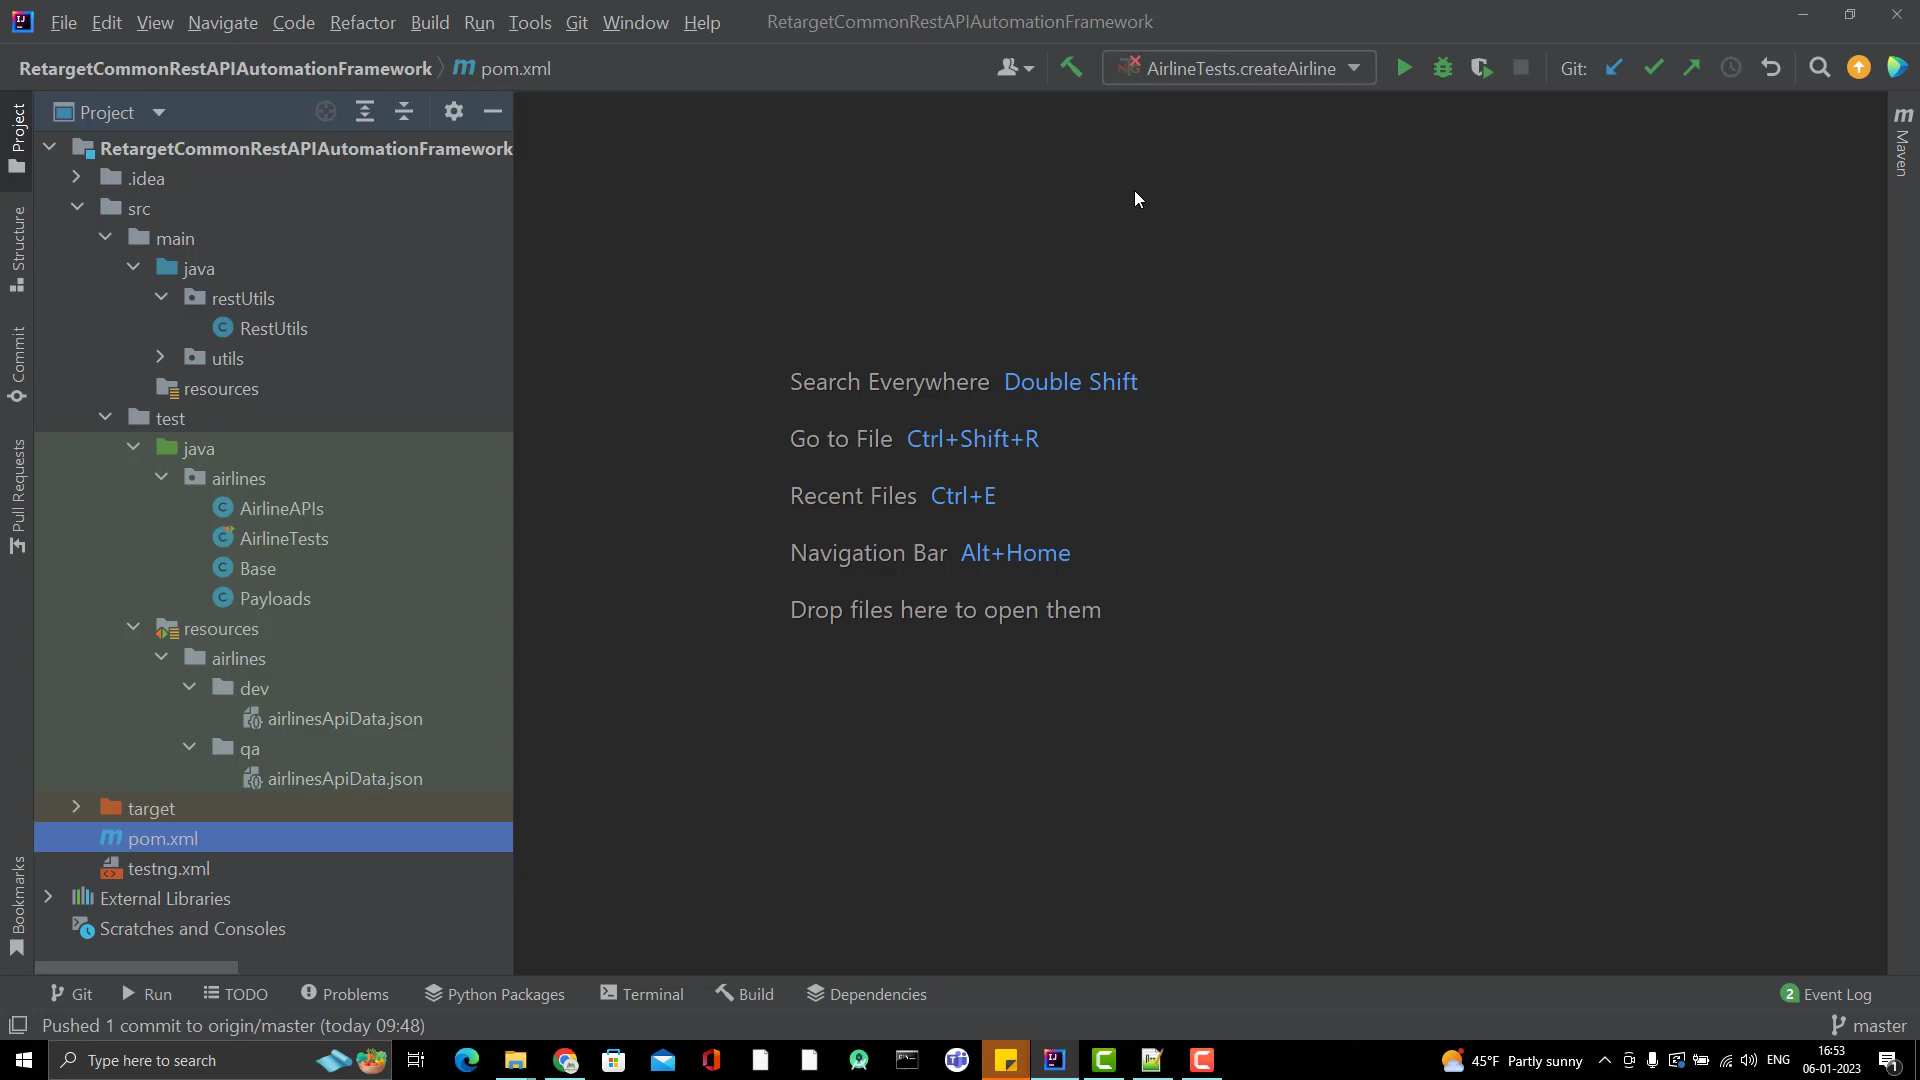 File Edit View Navigate Code Refactor Build Run Tools Git Window Help RetargetCommonRestAPIAutomationFramework
RetargetCommonRestAPIAutomationFramework pom.xml AirlineTests.createAirline Git:
Project
RetargetCommonRestAPIAutomationFramework
.idea
src
main
java
restUtils
RestUtils
utils
resources
test
java
airlines
AirlineAPIs
AirlineTests
Base
Payloads
resources
airlines
dev
airlinesApiData.json
qa
airlinesApiData.json
target
pom.xml
testng.xml
External Libraries
Scratches and Consoles
Project
Structure
Commit
Pull Requests
Bookmarks
Search Everywhere Double Shift
Go to File Ctrl+Shift+R
Recent Files Ctrl+E
Navigation Bar Alt+Home
Drop files here to open them
m
Maven
Git Run TODO Problems Python Packages Terminal Build Dependencies 2 Event Log
Pushed 1 commit to origin/master (today 09:48) master
Type here to search 45°F Partly sunny ENG 16:53
06-01-2023 1